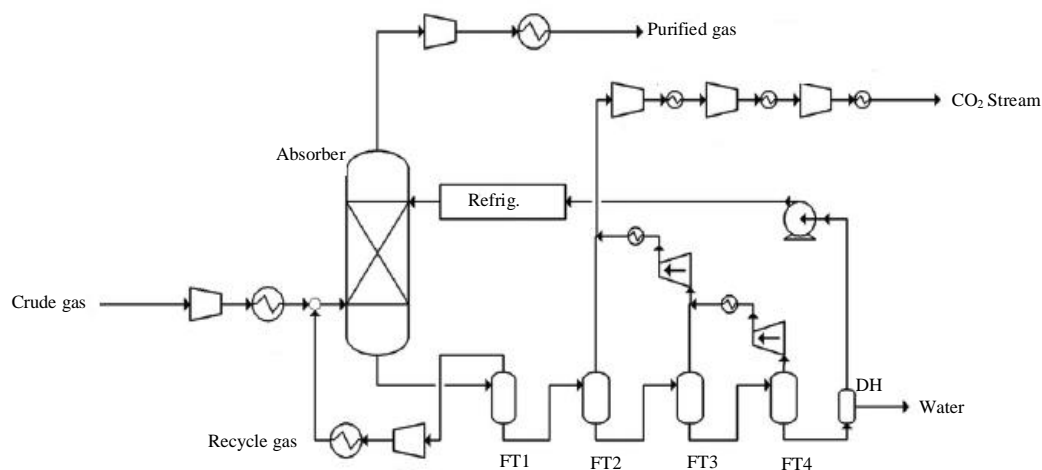 Purified gas
CO₂ Stream
Absorber
Refrig.
Crude gas
DH
Water
Recycle gas
FT1
FT2
FT3
FT4